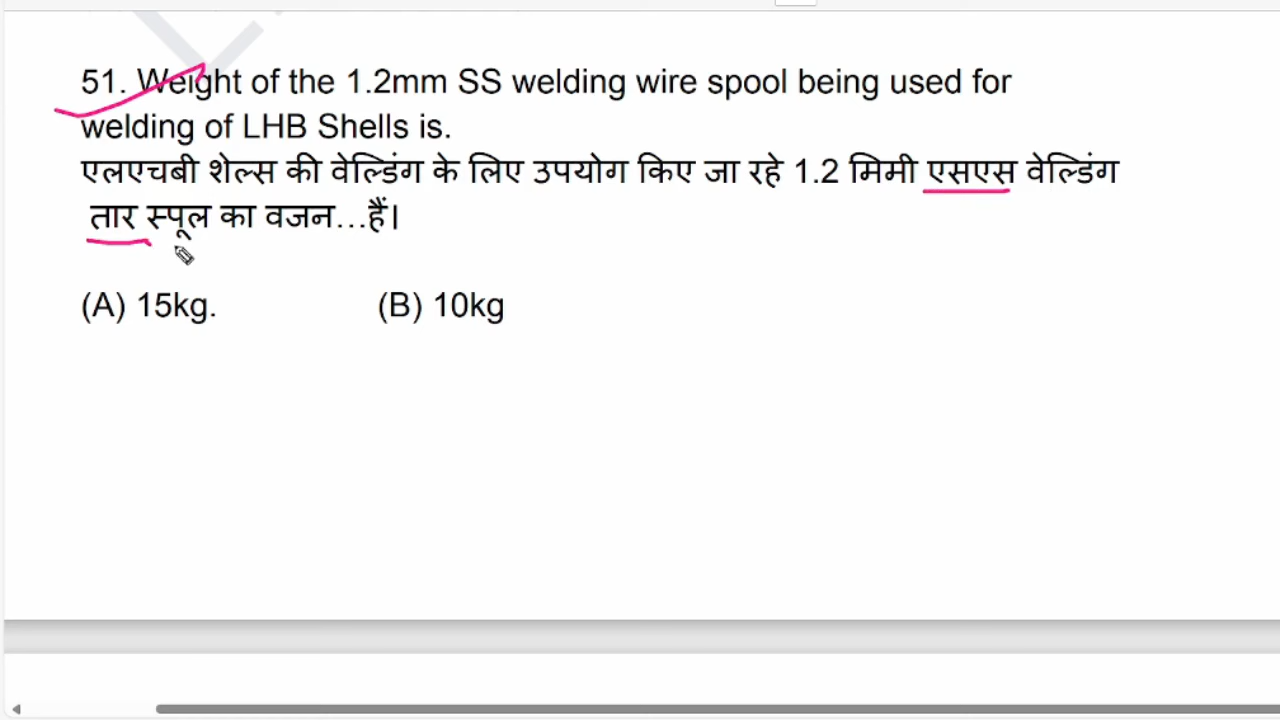 51. Weight of the 1.2mm SS welding wire spool being used for
welding of LHB Shells is.
एलएचबी शेल्स की वेल्डिंग के लिए उपयोग किए जा रहे 1.2 मिमी एसएस वेल्डिंग
तार स्पूल का वजन...हैं।
(A) 15kg. (B) 10kg